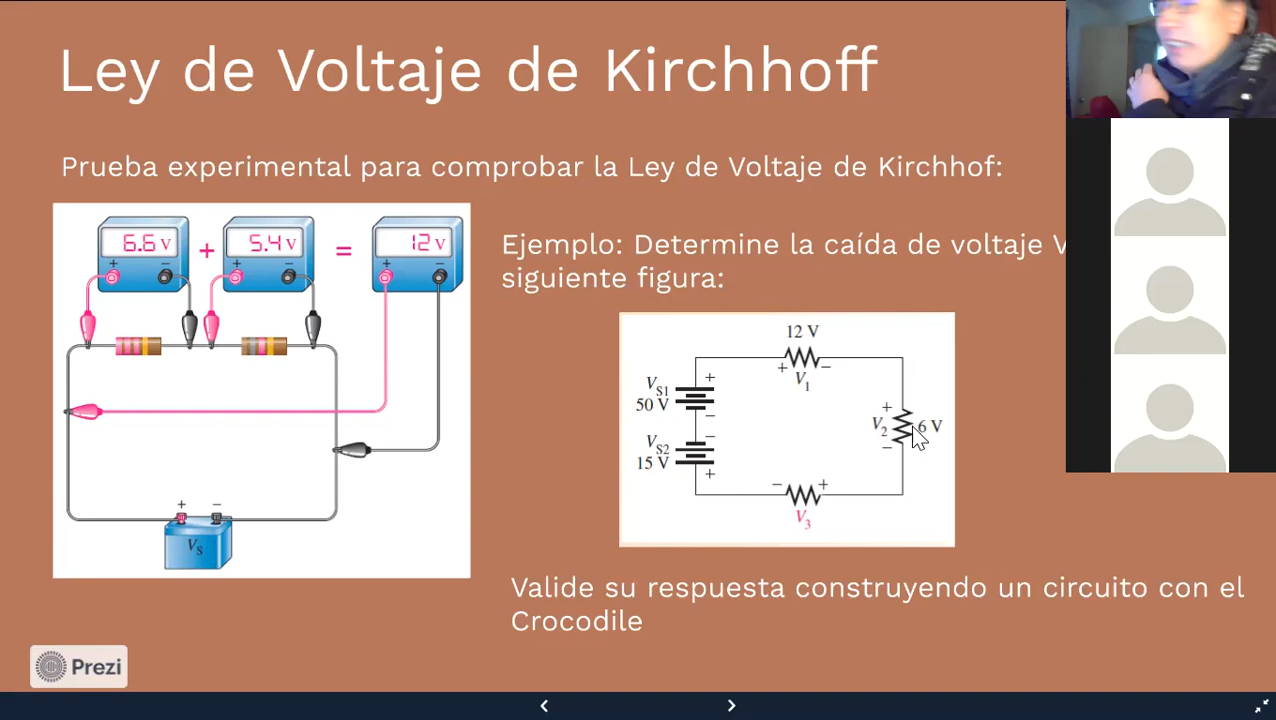 Ley de Voltaje de Kirchhoff
Prueba experimental para comprobar la Ley de Voltaje de Kirchhof:
6.6 V + 5.4 V = 12 V
+ − + − + −
+ −
VS
Ejemplo: Determine la caída de voltaje V
siguiente figura:
12 V
+ V1 −
VS1
50 V
+
−
VS2
15 V
−
+
+
V2 6 V
−
− +
V3
Valide su respuesta construyendo un circuito con el
Crocodile
Prezi